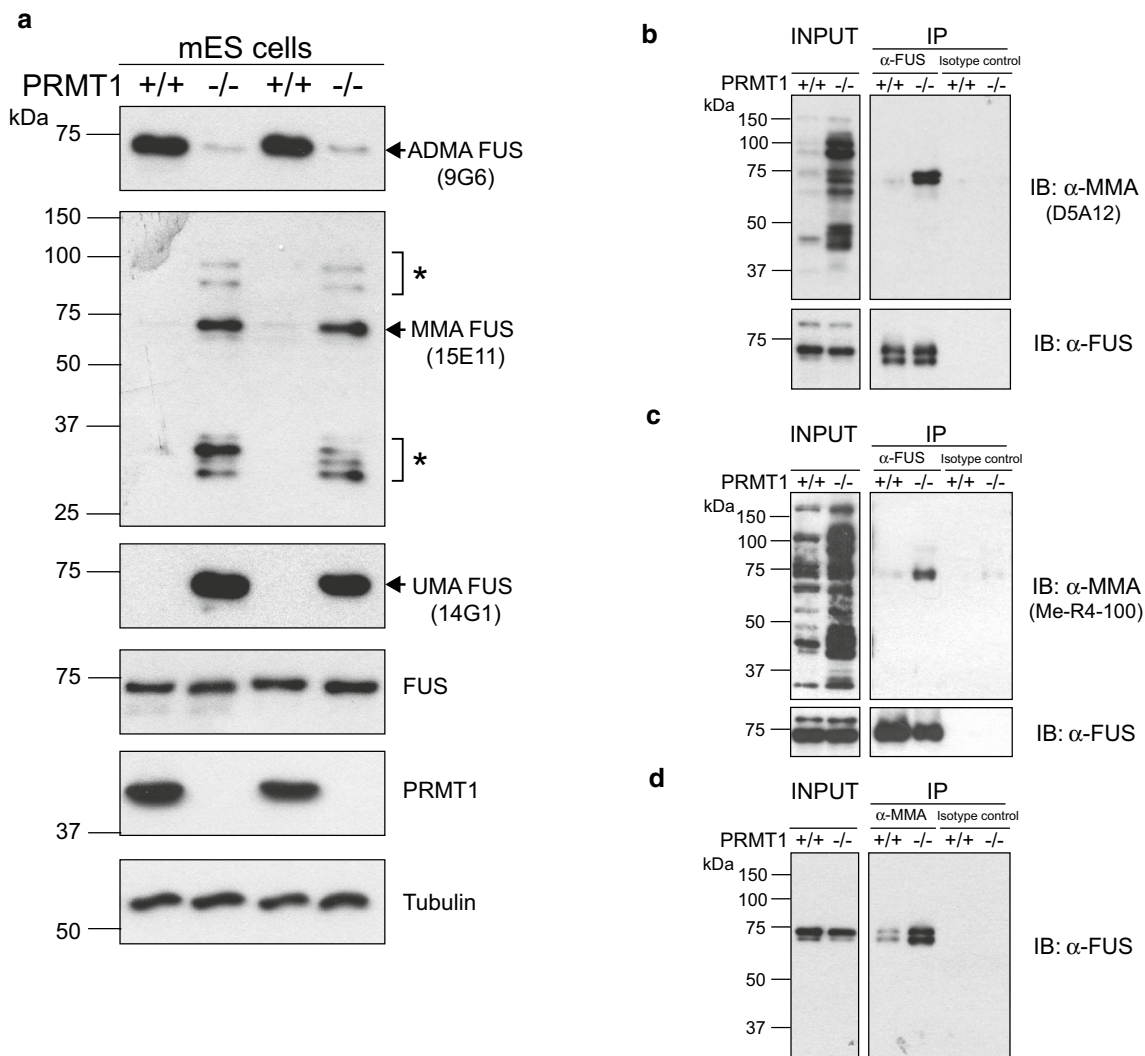 a
mES cells
PRMT1 +/+ -/- +/+ -/-
kDa
75
ADMA FUS
(9G6)
150
100
*
75
MMA FUS
(15E11)
50
37
*
25
75
UMA FUS
(14G1)
75
FUS
PRMT1
37
Tubulin
50
b
INPUT IP
α-FUS Isotype control
PRMT1 +/+ -/- +/+ -/- +/+ -/-
kDa
150
100
75
IB: α-MMA
(D5A12)
50
37
75
IB: α-FUS
c
INPUT IP
α-FUS Isotype control
PRMT1 +/+ -/- +/+ -/- +/+ -/-
kDa
150
100
75
IB: α-MMA
(Me-R4-100)
50
37
75
IB: α-FUS
d
INPUT IP
α-MMA Isotype control
PRMT1 +/+ -/- +/+ -/- +/+ -/-
kDa
150
100
75
IB: α-FUS
50
37